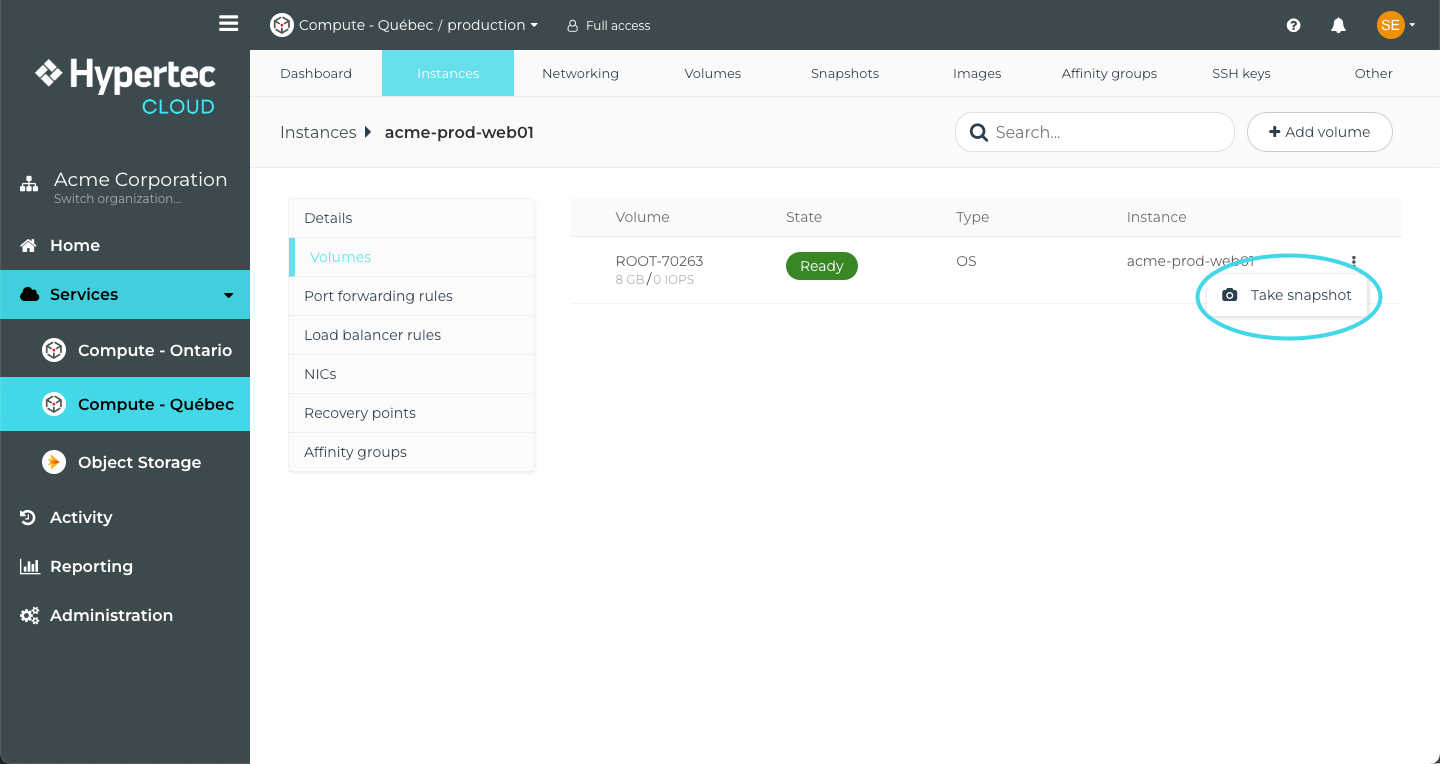 Compute - Québec / production
Full access
SE
Hypertec
CLOUD
Acme Corporation
Switch organization...
Home
Services
Compute - Ontario
Compute - Québec
Object Storage
Activity
Reporting
Administration
Dashboard
Instances
Networking
Volumes
Snapshots
Images
Affinity groups
SSH keys
Other
Instances acme-prod-web01
Search...
Add volume
Details
Volumes
Port forwarding rules
Load balancer rules
NICs
Recovery points
Affinity groups
Volume State Type Instance
ROOT-70263 Ready OS acme-prod-web01
8 GB / 0 IOPS
Take snapshot